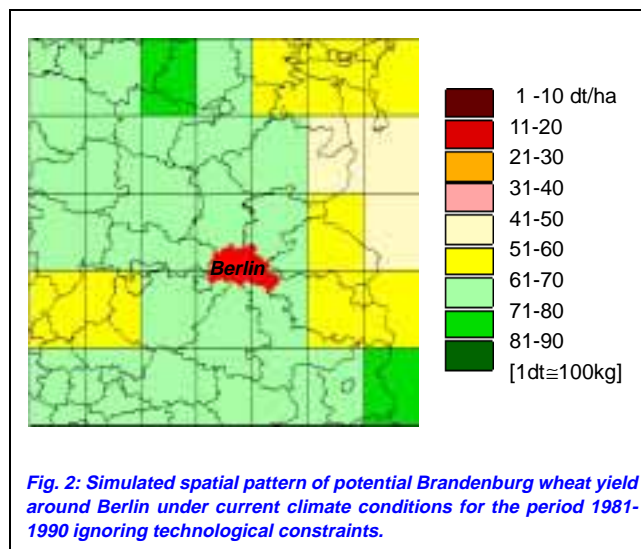 Berlin
1 -10 dt/ha
11-20
21-30
31-40
41-50
51-60
61-70
71-80
81-90
[1dt≅100kg]
Fig. 2: Simulated spatial pattern of potential Brandenburg wheat yield
around Berlin under current climate conditions for the period 1981-
1990 ignoring technological constraints.